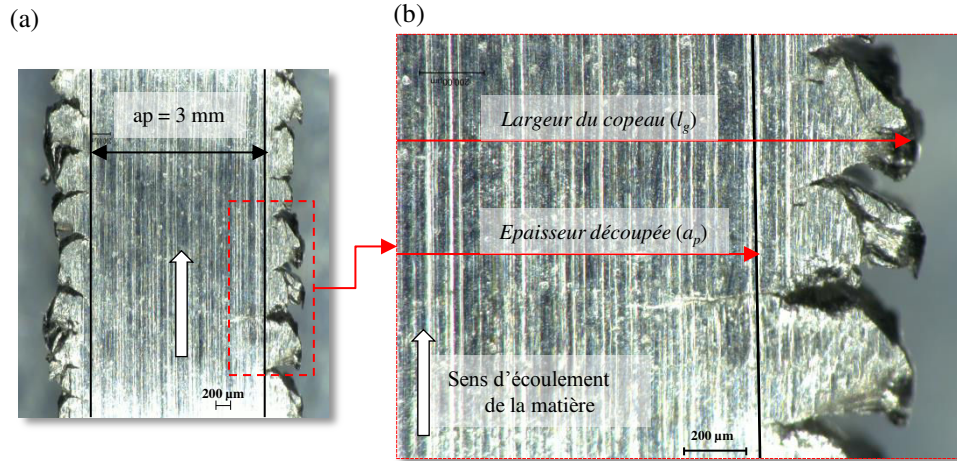 (a)
(b)
ap = 3 mm
200 µm
Largeur du copeau (lg)
Epaisseur découpée (ap)
Sens d'écoulement
de la matière
200 µm